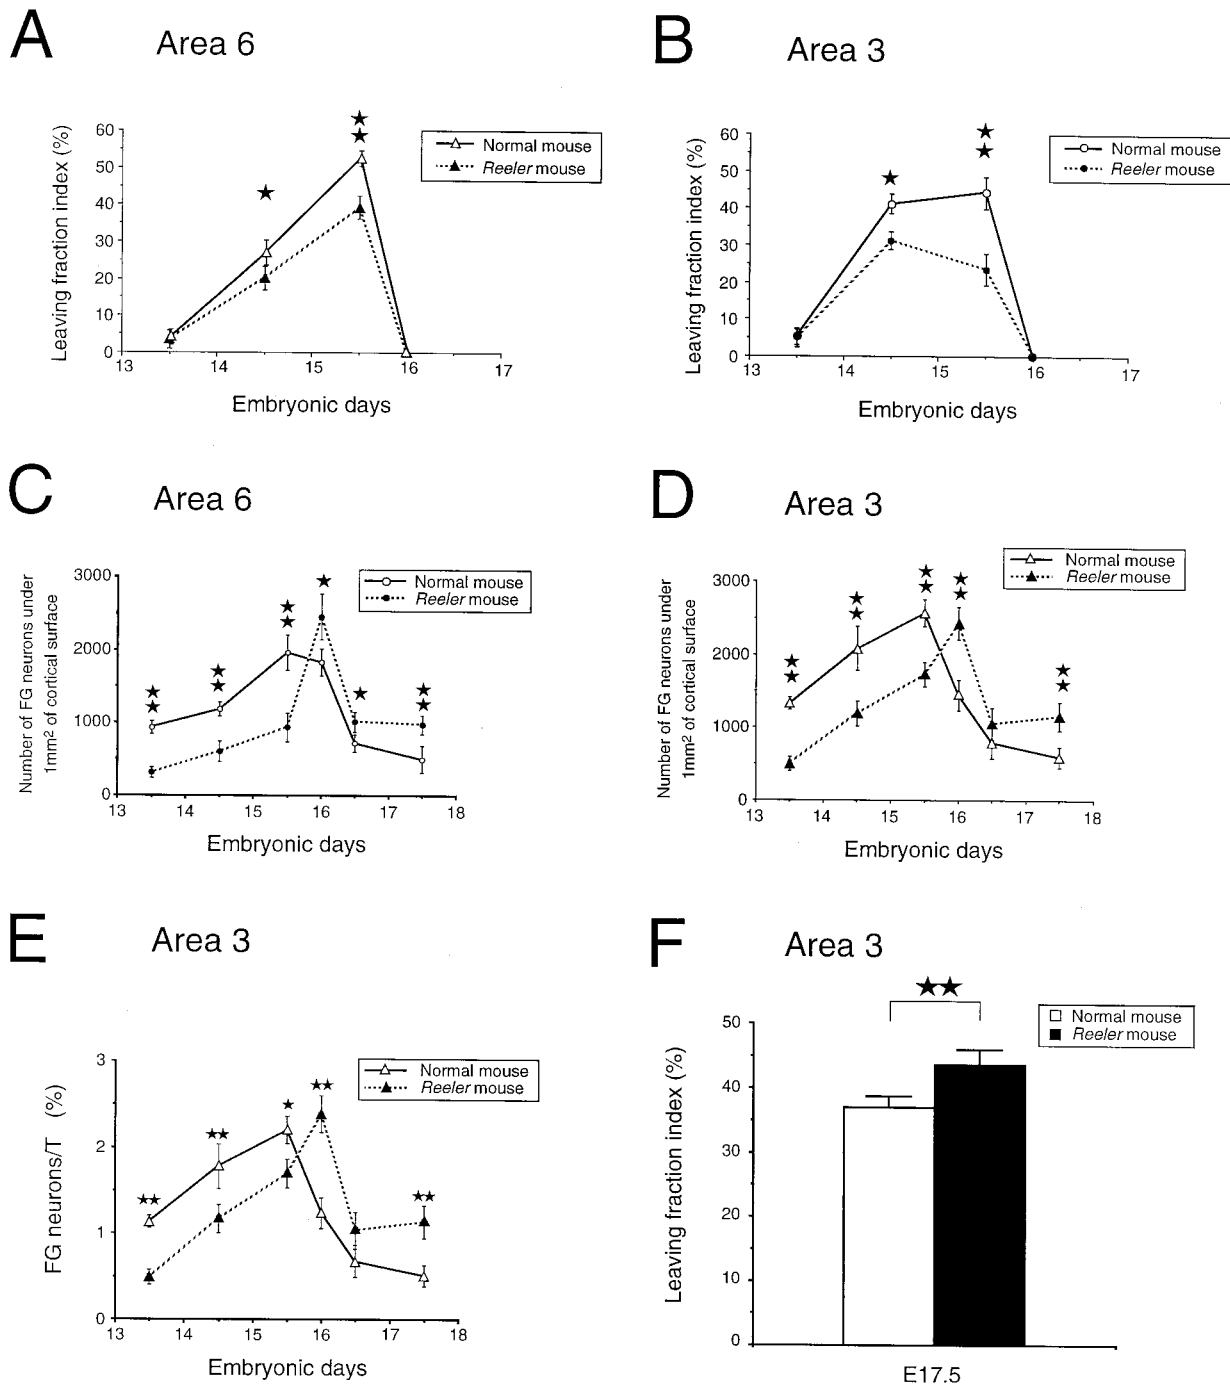 A
Area 6
Leaving fraction index (%)
60
50
40
30
20
10
0
13
14
15
16
17
Embryonic days
Normal mouse
Reeler mouse
★
★
★
B
Area 3
Leaving fraction index (%)
60
50
40
30
20
10
0
13
14
15
16
17
Embryonic days
Normal mouse
Reeler mouse
★
★
★
C
Area 6
Number of FG neurons under
1mm2 of cortical surface
3000
2000
1000
0
13
14
15
16
17
18
Embryonic days
Normal mouse
Reeler mouse
D
Area 3
Number of FG neurons under
1mm2 of cortical surface
3000
2000
1000
0
13
14
15
16
17
18
Embryonic days
Normal mouse
Reeler mouse
E
Area 3
FG neurons/T (%)
3
2
1
0
13
14
15
16
17
18
Embryonic days
Normal mouse
Reeler mouse
★★
★★
★
★★
★★
F
Area 3
Leaving fraction index (%)
50
40
30
20
10
0
E17.5
★★
Normal mouse
Reeler mouse